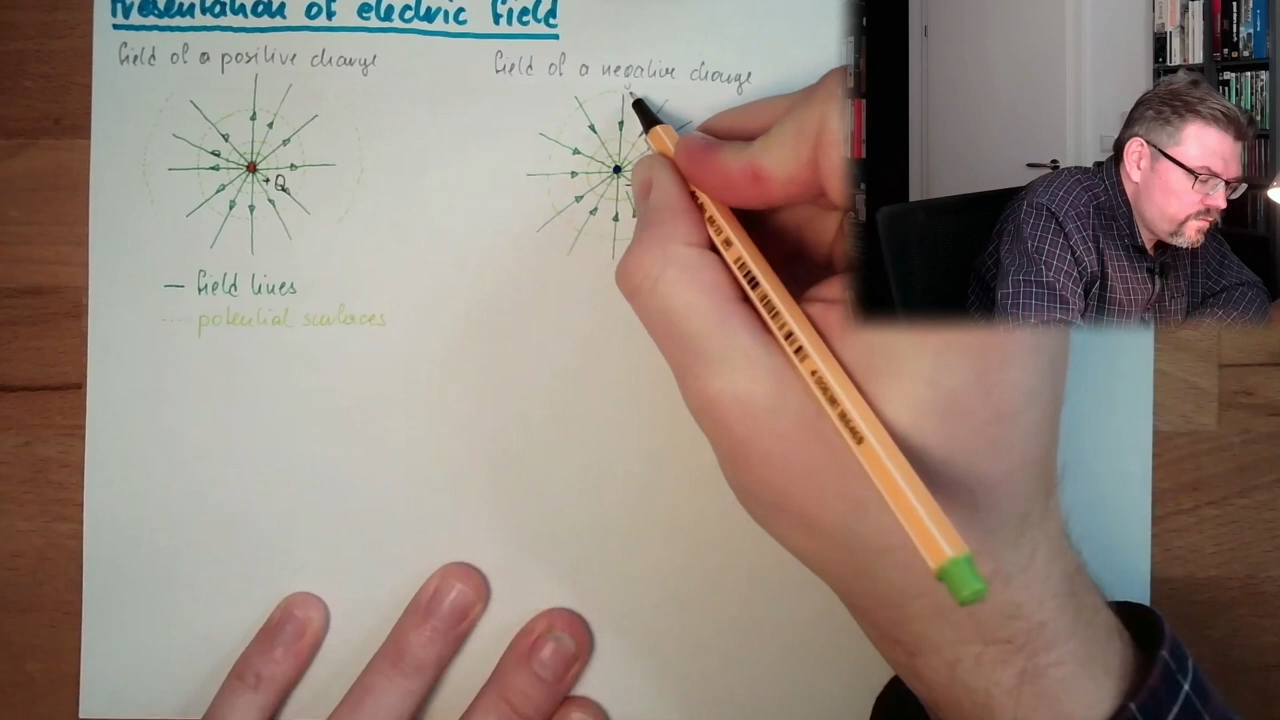 Presentation of electric field
field of a positive charge
field of a negative charge
+Q
field lines
potential surfaces